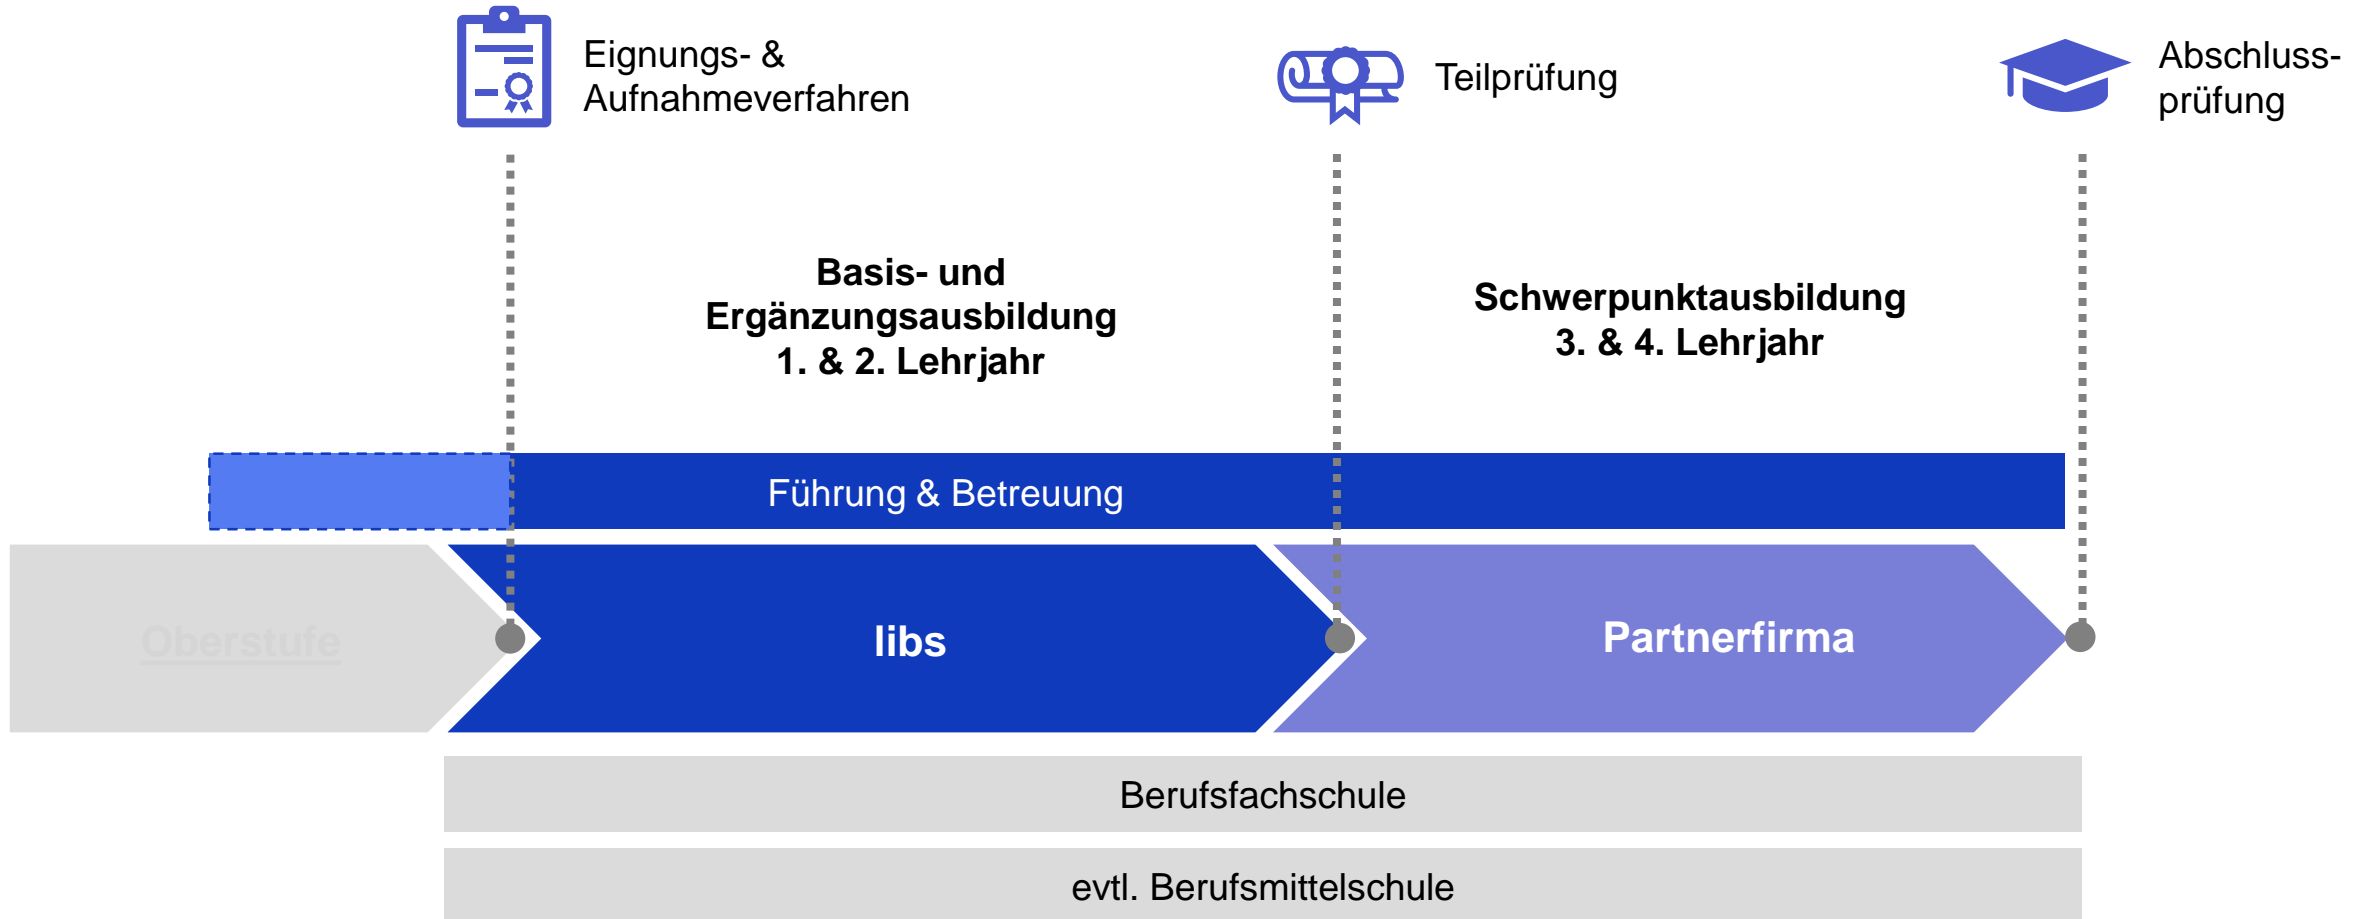 Eignungs- &
Aufnahmeverfahren
Teilprüfung
Abschluss-
prüfung
Basis- und
Ergänzungsausbildung
1. & 2. Lehrjahr
Schwerpunktausbildung
3. & 4. Lehrjahr
Führung & Betreuung
Oberstufe
libs
Partnerfirma
Berufsfachschule
evtl. Berufsmittelschule